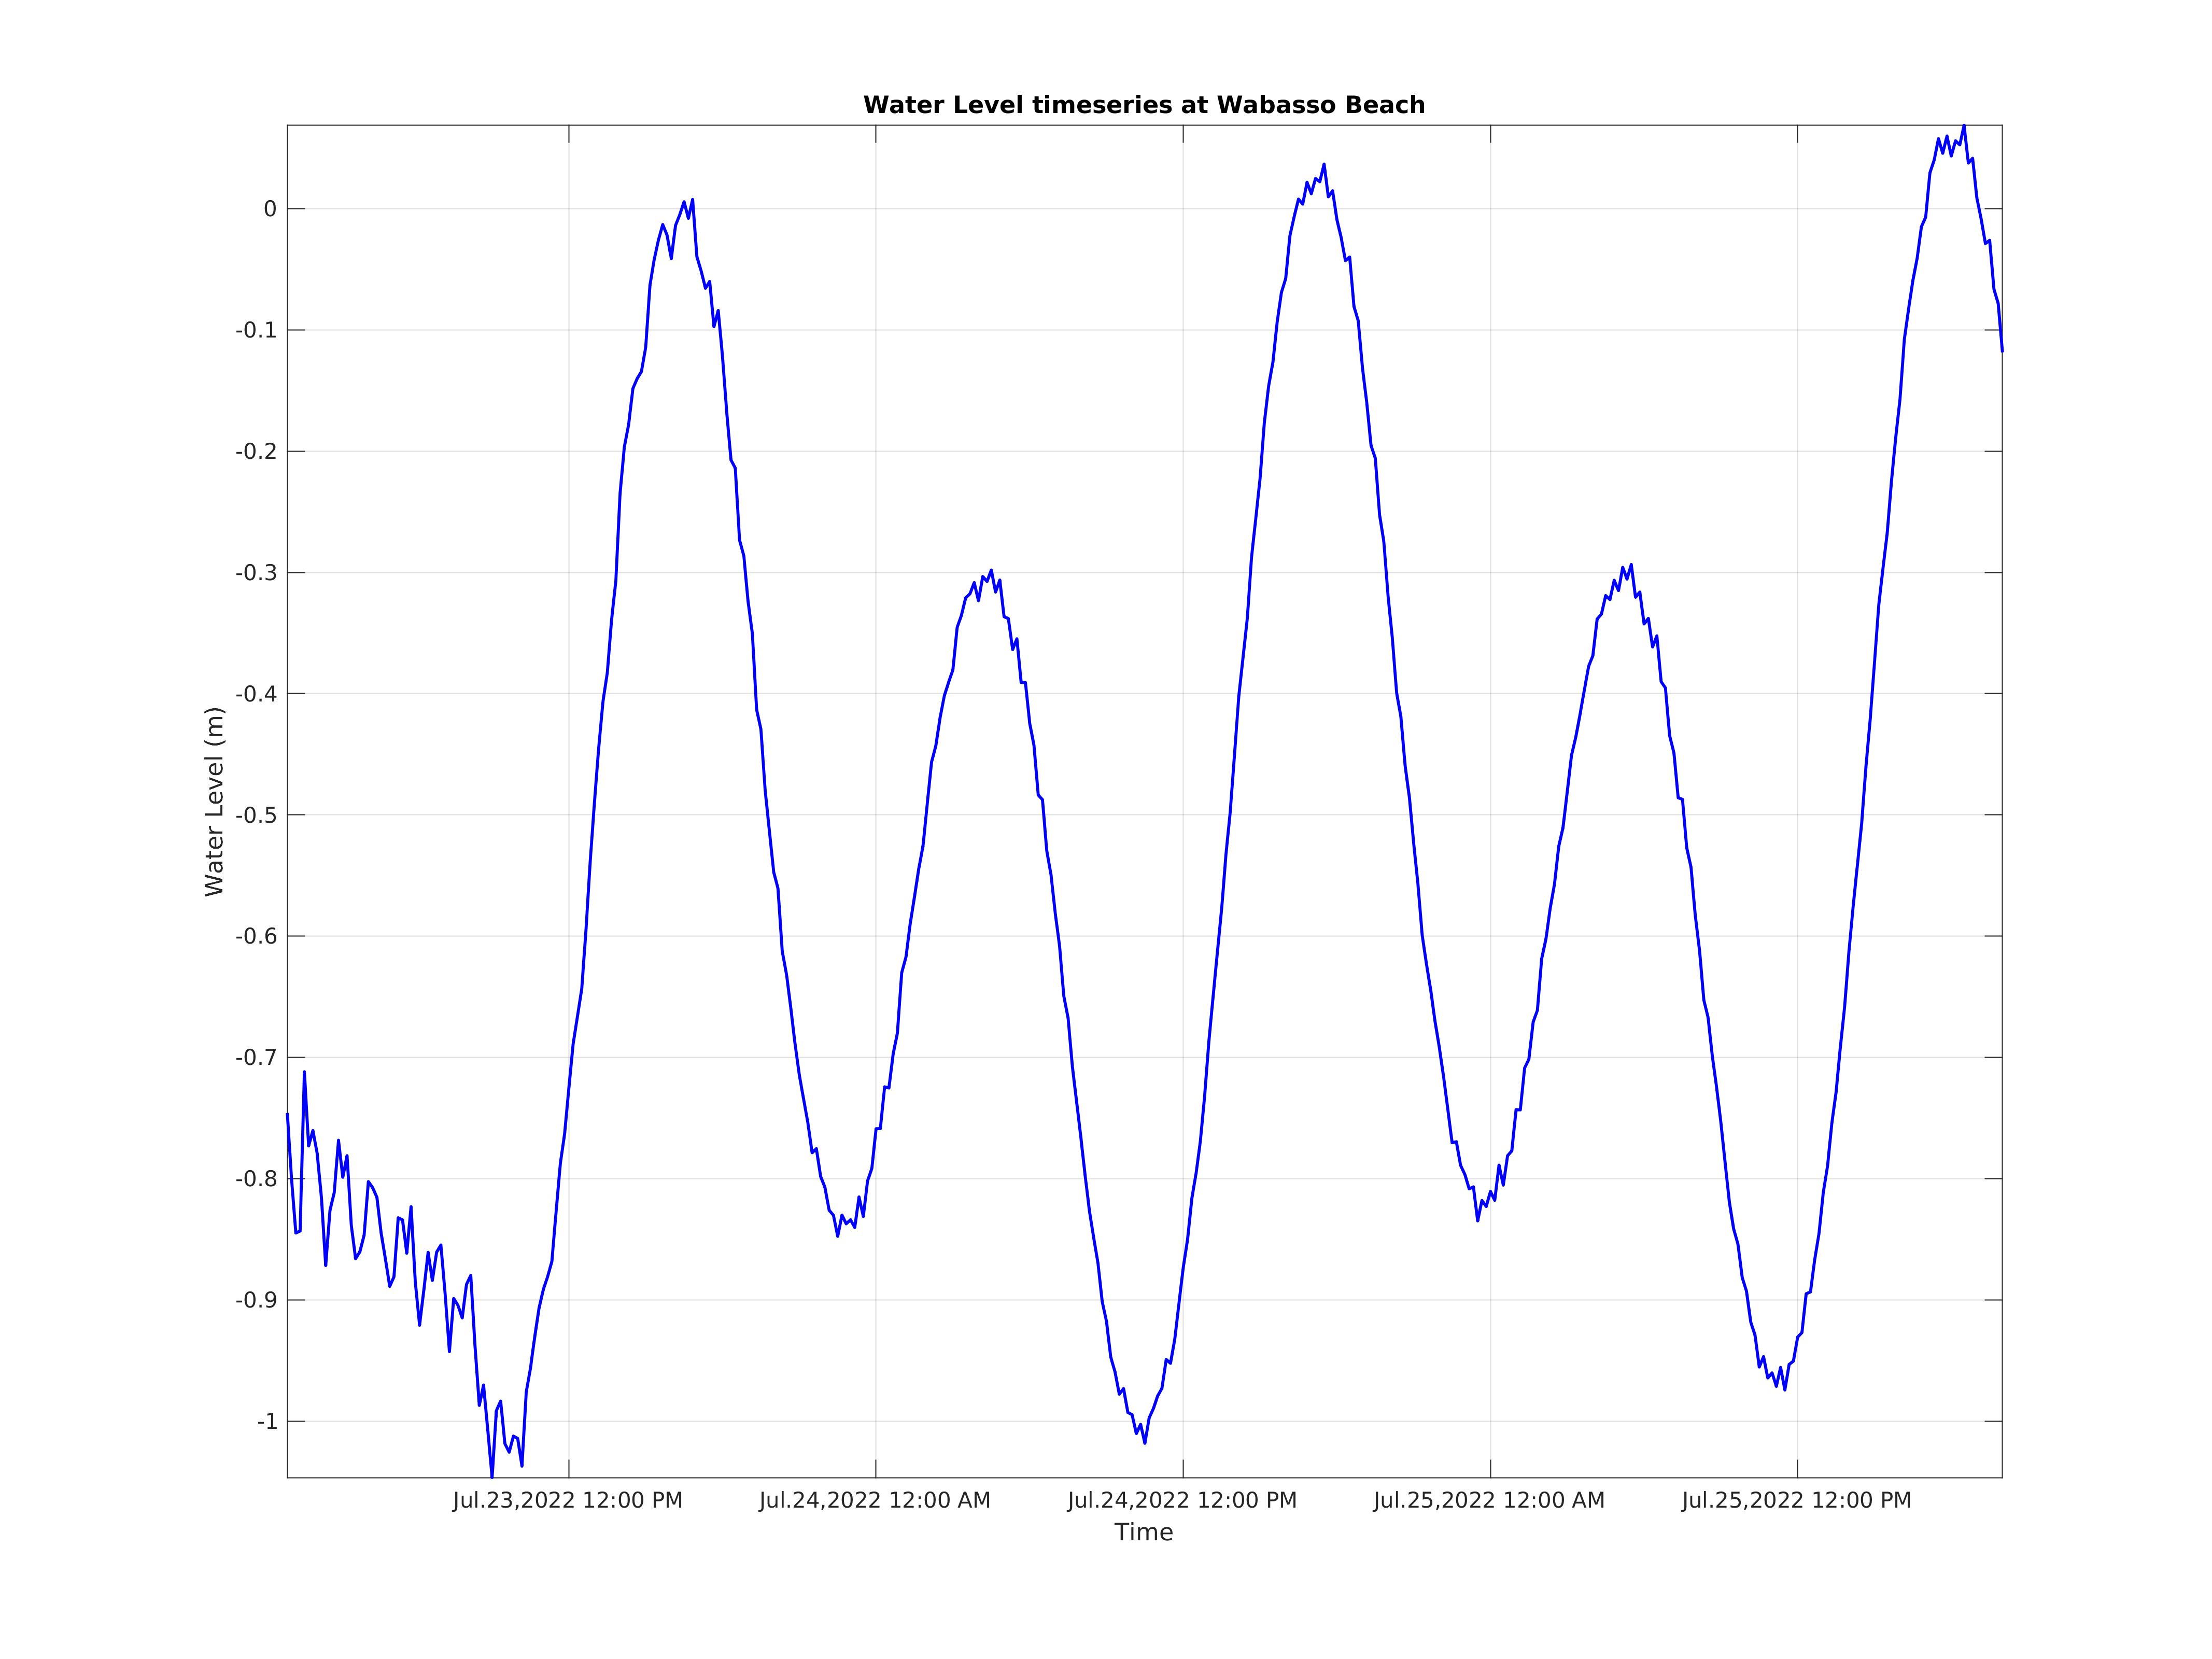 Water Level timeseries at Wabasso Beach
0
-0.1
-0.2
-0.3
-0.4
-0.5
-0.6
-0.7
-0.8
-0.9
-1
Water Level (m)
Jul.23,2022 12:00 PM Jul.24,2022 12:00 AM Jul.24,2022 12:00 PM Jul.25,2022 12:00 AM Jul.25,2022 12:00 PM
Time